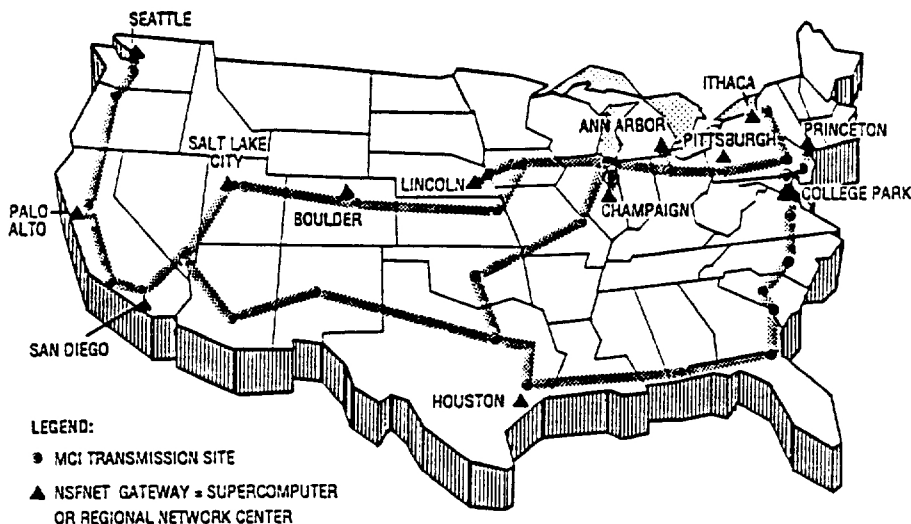 SEATTLE
ITHACA
ANN ARBOR
PITTSBURGH
PRINCETON
SALT LAKE
CITY
LINCOLN
BOULDER
CHAMPAIGN
COLLEGE PARK
PALO
ALTO
SAN DIEGO
HOUSTON
LEGEND:
MCI TRANSMISSION SITE
NSFNET GATEWAY = SUPERCOMPUTER
OR REGIONAL NETWORK CENTER